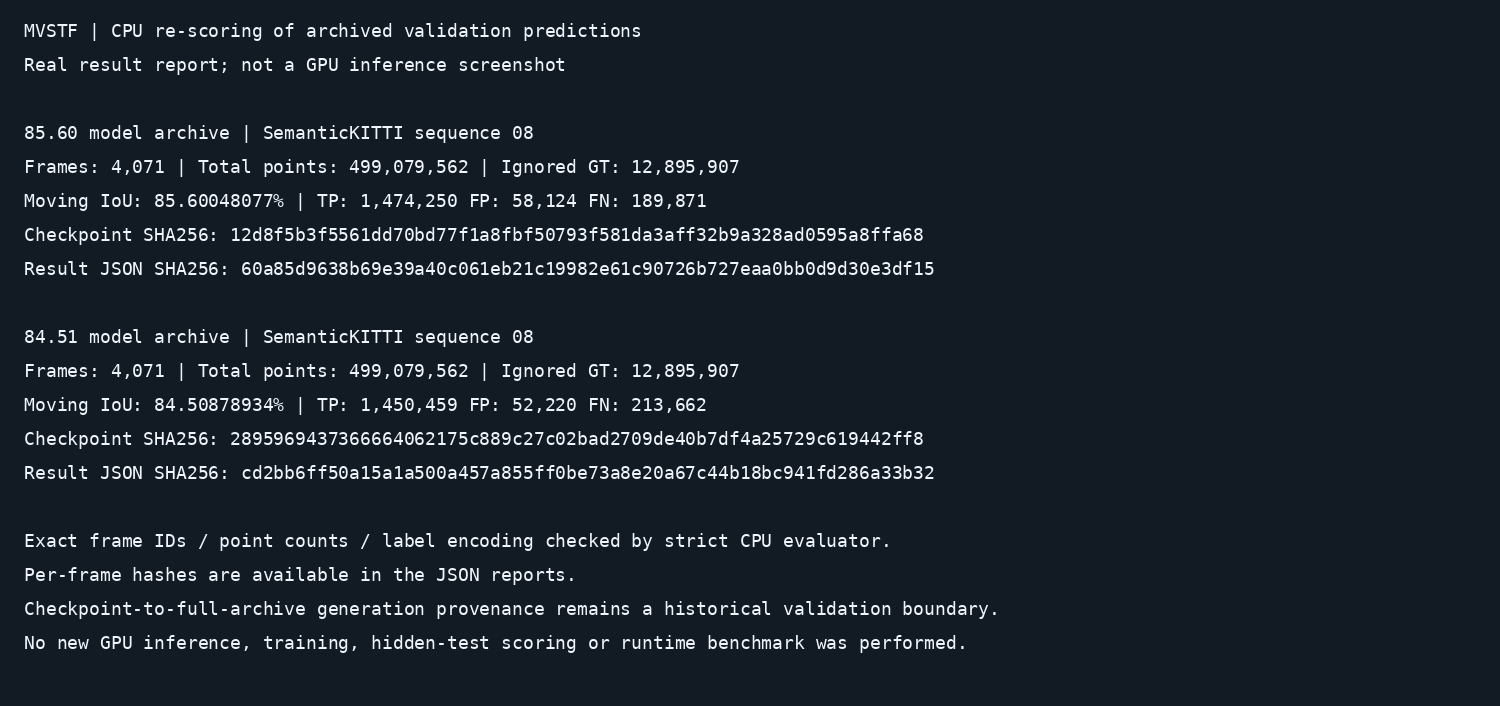 MVSTF | CPU re-scoring of archived validation predictions
Real result report; not a GPU inference screenshot
85.60 model archive | SemanticKITTI sequence 08
Frames: 4,071 | Total points: 499,079,562 | Ignored GT: 12,895,907
Moving IoU: 85.60048077% | TP: 1,474,250 FP: 58,124 FN: 189,871
Checkpoint SHA256: 12d8f5b3f5561dd70bd77f1a8fbf50793f581da3aff32b9a328ad0595a8ffa68
Result JSON SHA256: 60a85d9638b69e39a40c061eb21c19982e61c90726b727eaa0bb0d9d30e3df15
84.51 model archive | SemanticKITTI sequence 08
Frames: 4,071 | Total points: 499,079,562 | Ignored GT: 12,895,907
Moving IoU: 84.50878934% | TP: 1,450,459 FP: 52,220 FN: 213,662
Checkpoint SHA256: 2895969437366664062175c889c27c02bad2709de40b7df4a25729c619442ff8
Result JSON SHA256: cd2bb6ff50a15a1a500a457a855ff0be73a8e20a67c44b18bc941fd286a33b32
Exact frame IDs / point counts / label encoding checked by strict CPU evaluator.
Per-frame hashes are available in the JSON reports.
Checkpoint-to-full-archive generation provenance remains a historical validation boundary.
No new GPU inference, training, hidden-test scoring or runtime benchmark was performed.